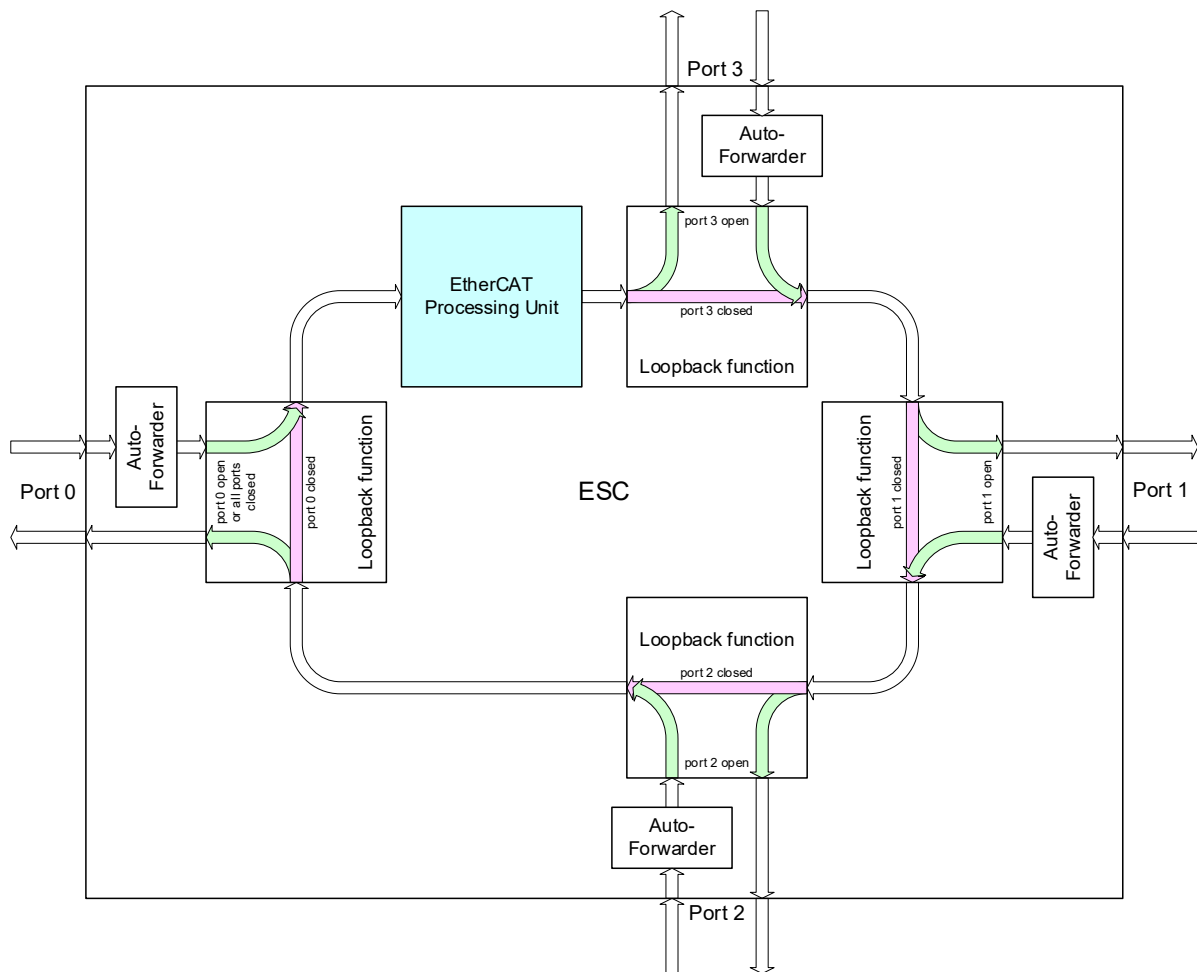 Port 3
Auto-
Forwarder
port 3 open
EtherCAT
Processing Unit
port 3 closed
Loopback function
Auto-
Forwarder
port 0 open
or all ports
closed
port 0 closed
Loopback function
Port 0
ESC
Loopback function
port 1 closed
port 1 open
Auto-
Forwarder
Port 1
Loopback function
port 2 closed
port 2 open
Auto-
Forwarder
Port 2